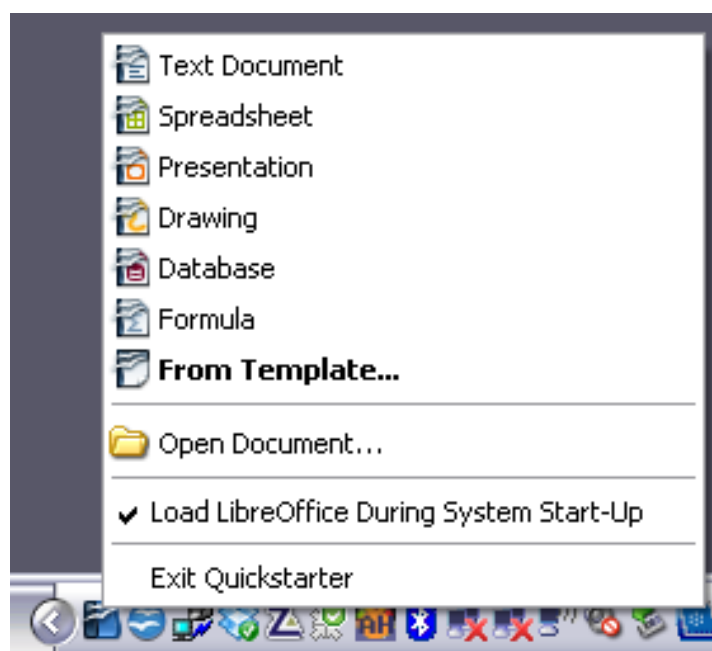 Text Document
Spreadsheet
Presentation
Drawing
Database
Formula
From Template...
Open Document...
Load LibreOffice During System Start-Up
Exit Quickstarter
AH